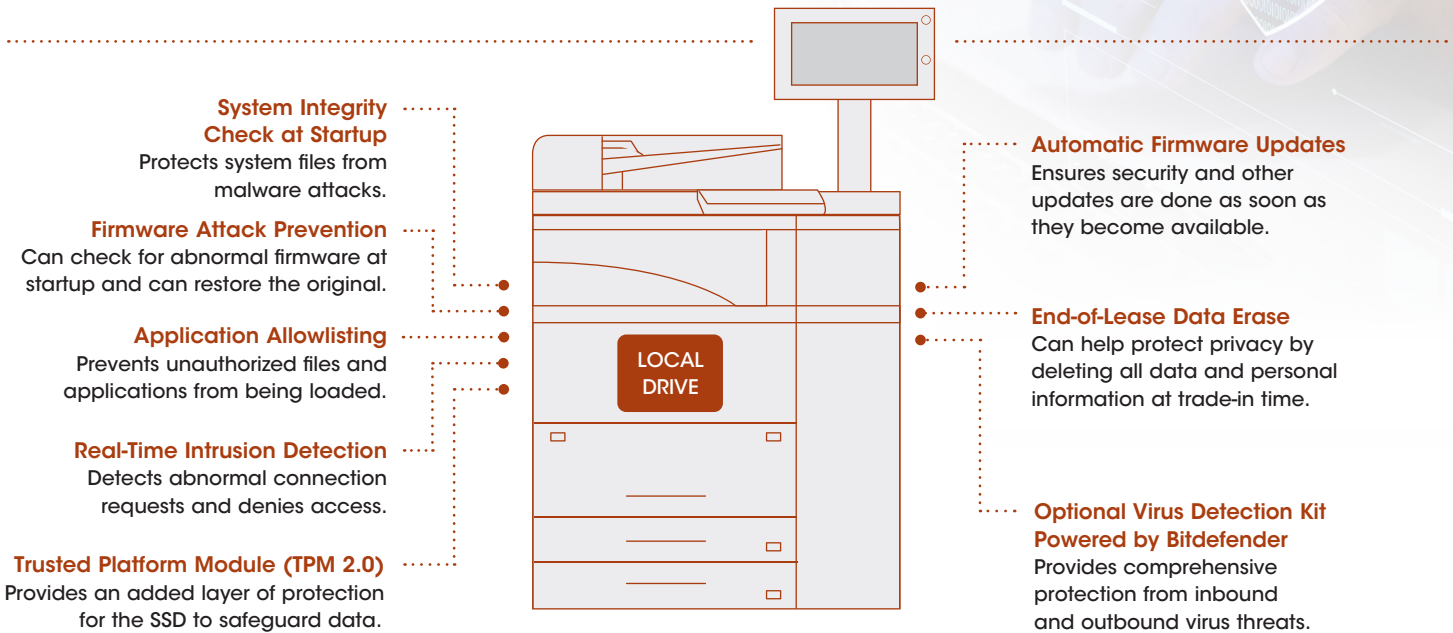 System Integrity
Check at Startup
Protects system files from
malware attacks.
Firmware Attack Prevention
Can check for abnormal firmware at
startup and can restore the original.
Application Allowlisting
Prevents unauthorized files and
applications from being loaded.
Real-Time Intrusion Detection
Detects abnormal connection
requests and denies access.
Trusted Platform Module (TPM 2.0)
Provides an added layer of protection
for the SSD to safeguard data.
LOCAL
DRIVE
Automatic Firmware Updates
Ensures security and other
updates are done as soon as
they become available.
End-of-Lease Data Erase
Can help protect privacy by
deleting all data and personal
information at trade-in time.
Optional Virus Detection Kit
Powered by Bitdefender
Provides comprehensive
protection from inbound
and outbound virus threats.